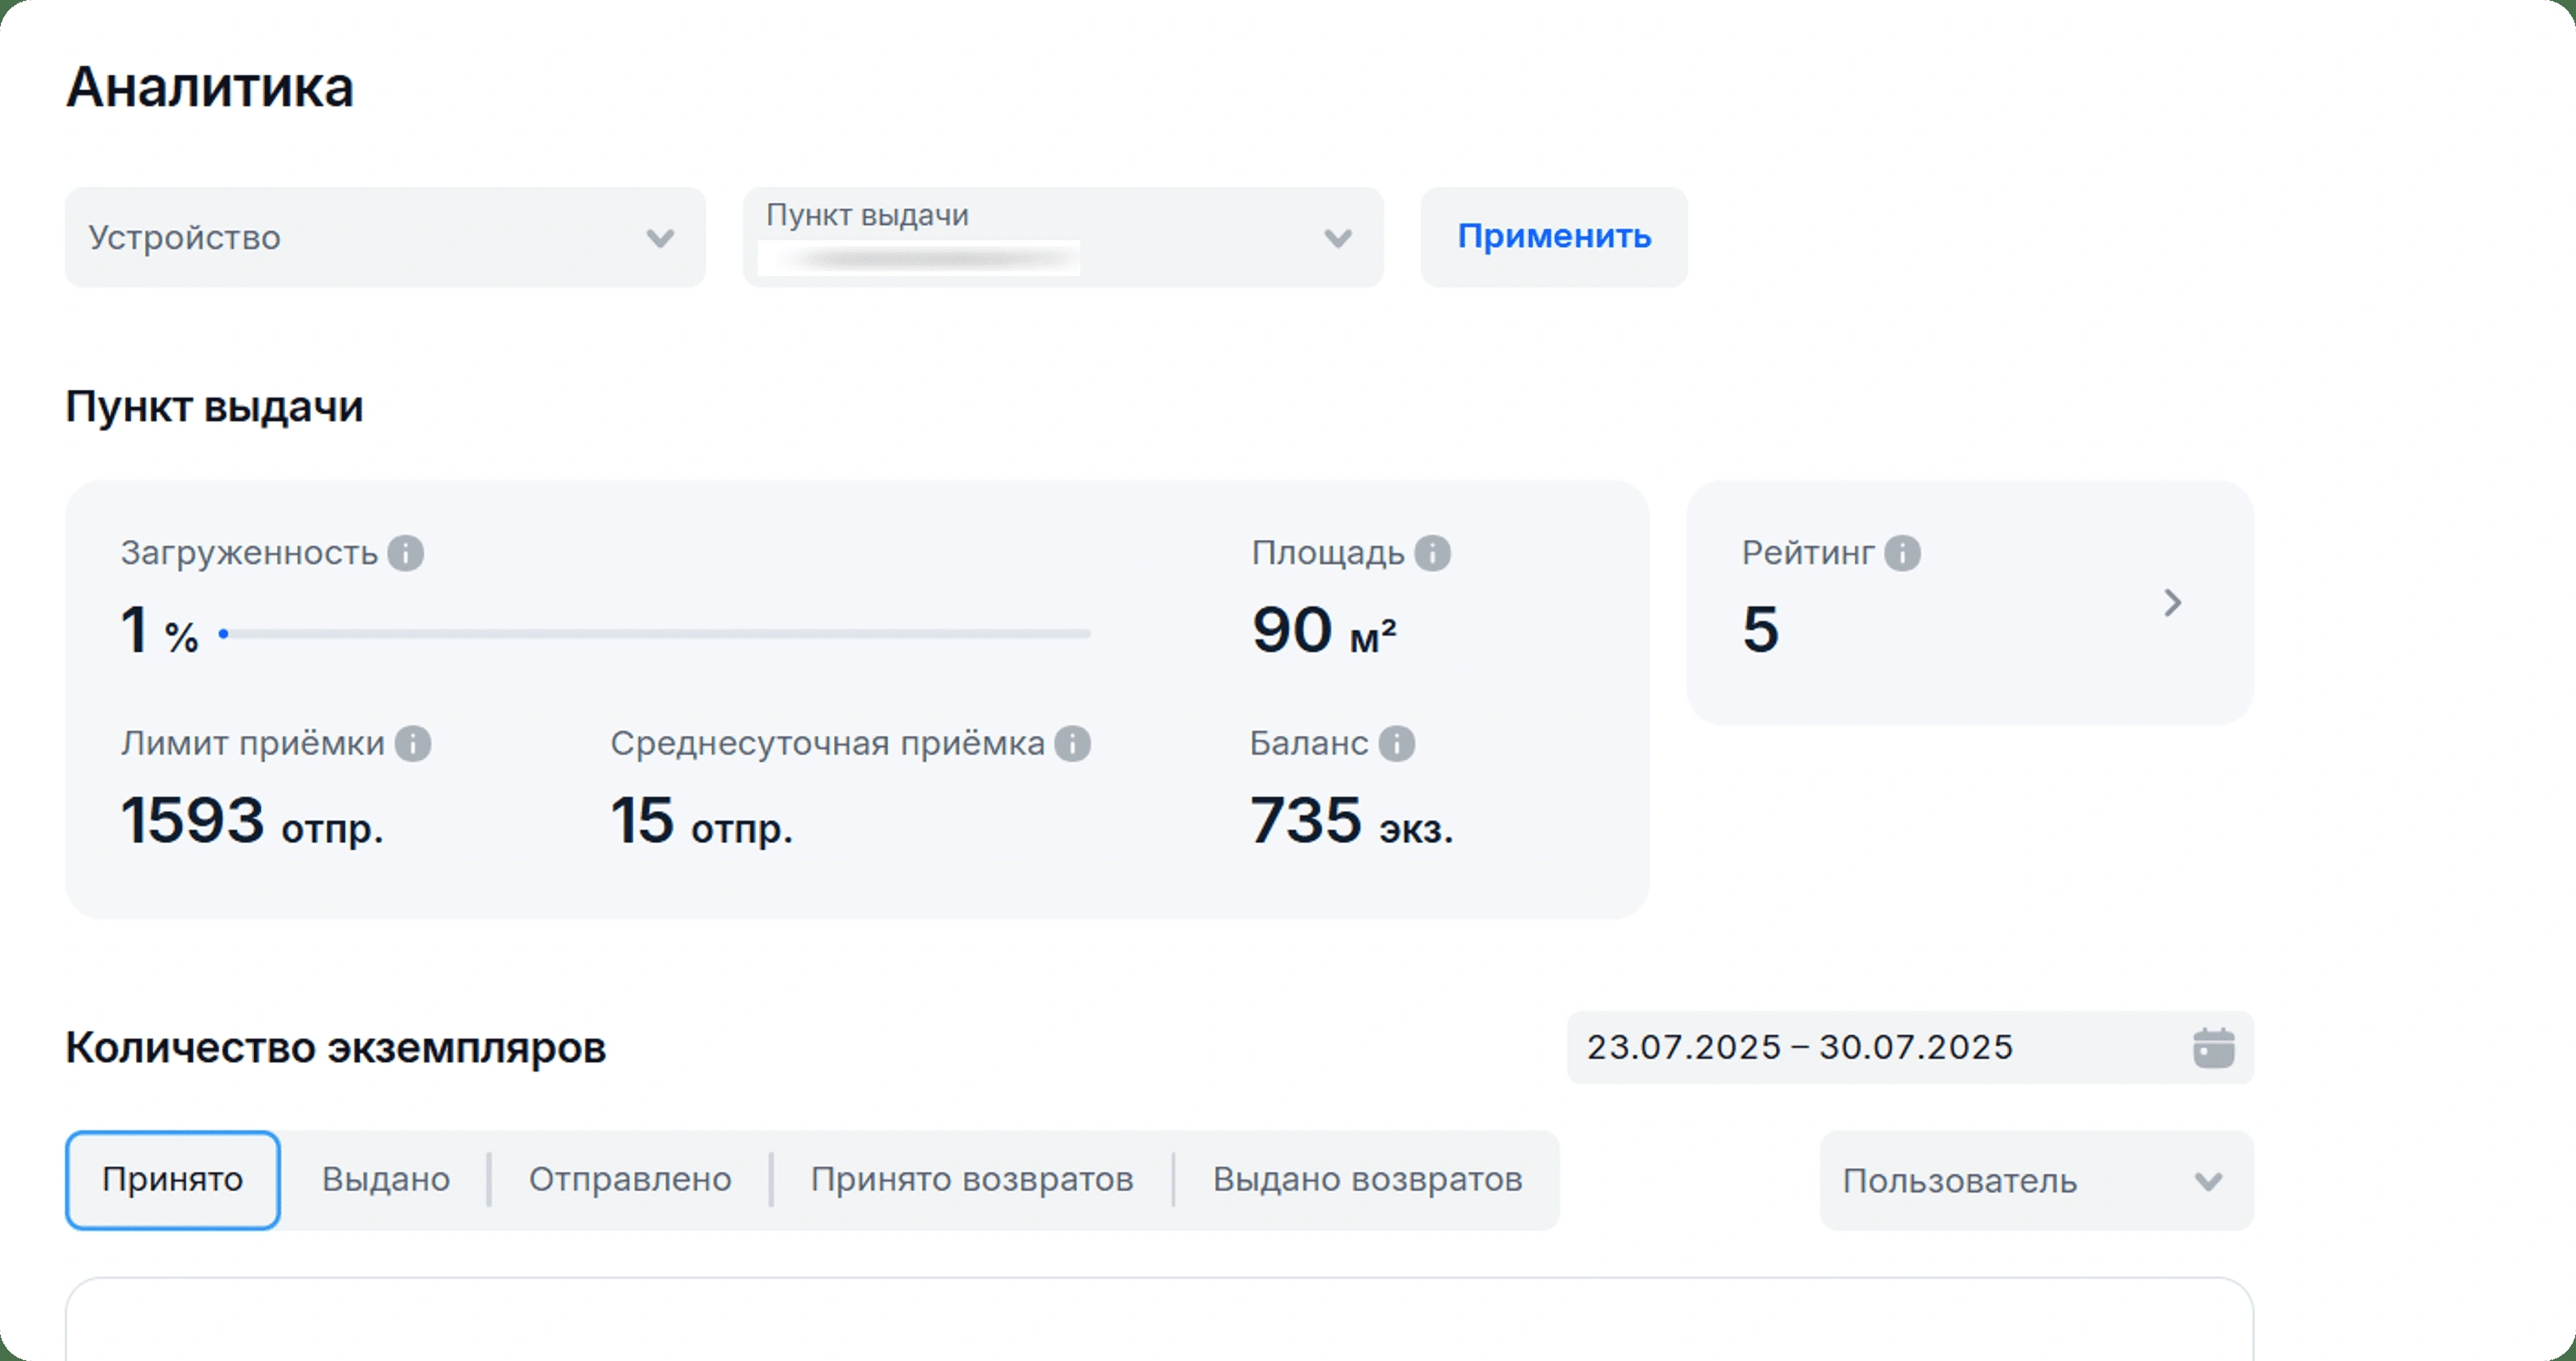 Аналитика
Устройство
Пункт выдачи
Применить
Пункт выдачи
Загруженность
1 %
Площадь
90 м²
Рейтинг
5
Лимит приёмки
1593 отпр.
Среднесуточная приёмка
15 отпр.
Баланс
735 экз.
Количество экземпляров
23.07.2025 – 30.07.2025
Принято
Выдано
Отправлено
Принято возвратов
Выдано возвратов
Пользователь